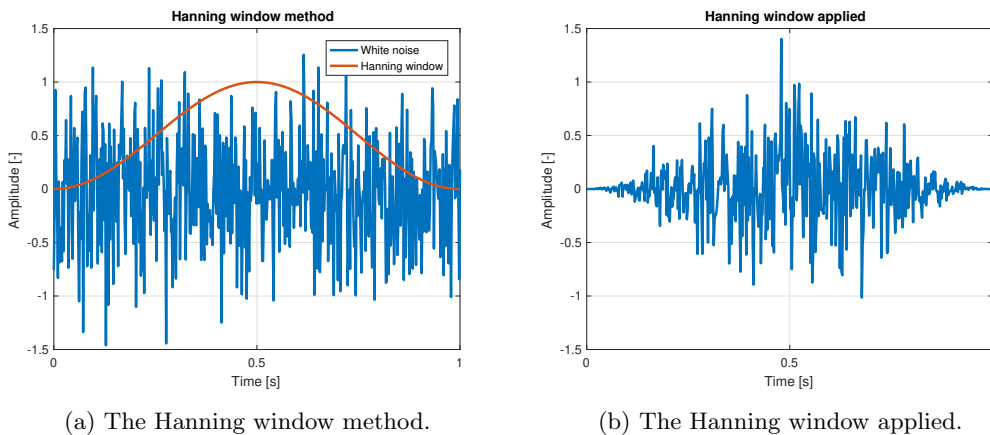 Hanning window method
1.5
1
0.5
0
-0.5
-1
-1.5
Amplitude [-]
White noise
Hanning window
0
0.5
1
Time [s]
(a) The Hanning window method.
Hanning window applied
1.5
1
0.5
0
-0.5
-1
-1.5
Amplitude [-]
0
0.5
Time [s]
(b) The Hanning window applied.